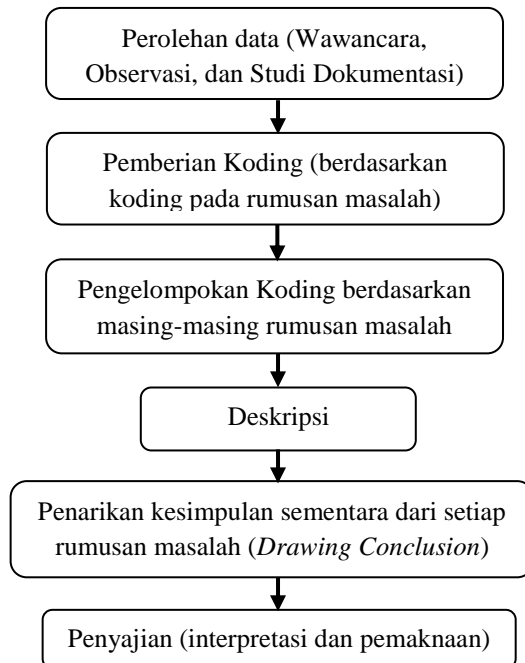 Perolehan data (Wawancara,
Observasi, dan Studi Dokumentasi)
Pemberian Koding (berdasarkan
koding pada rumusan masalah)
Pengelompokan Koding berdasarkan
masing-masing rumusan masalah
Deskripsi
Penarikan kesimpulan sementara dari setiap
rumusan masalah (Drawing Conclusion)
Penyajian (interpretasi dan pemaknaan)